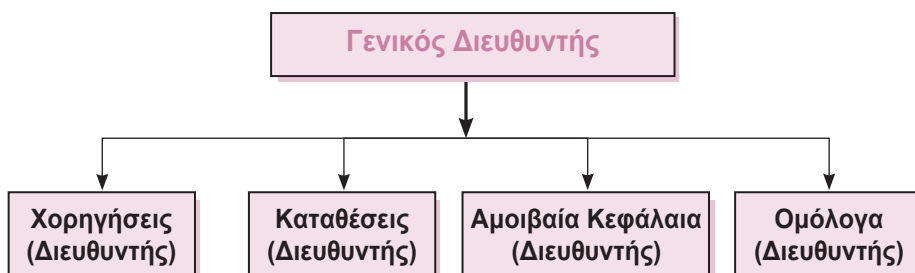 Γενικός Διευθυντής
Χορηγήσεις
(Διευθυντής)
Καταθέσεις
(Διευθυντής)
Αμοιβαία Κεφάλαια
(Διευθυντής)
Ομόλογα
(Διευθυντής)